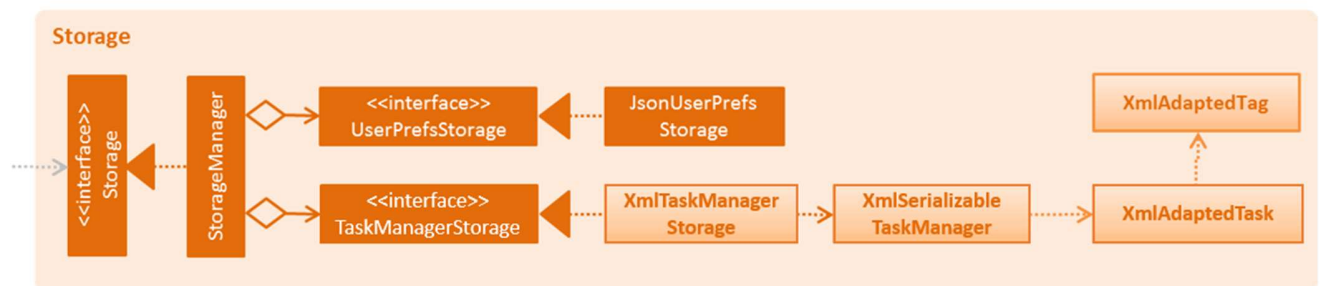 Storage
<<interface>>
Storage
StorageManager
<<interface>>
UserPrefsStorage
JsonUserPrefs
Storage
<<interface>>
TaskManagerStorage
XmlTaskManager
Storage
XmlSerializable
TaskManager
XmlAdaptedTag
XmlAdaptedTask